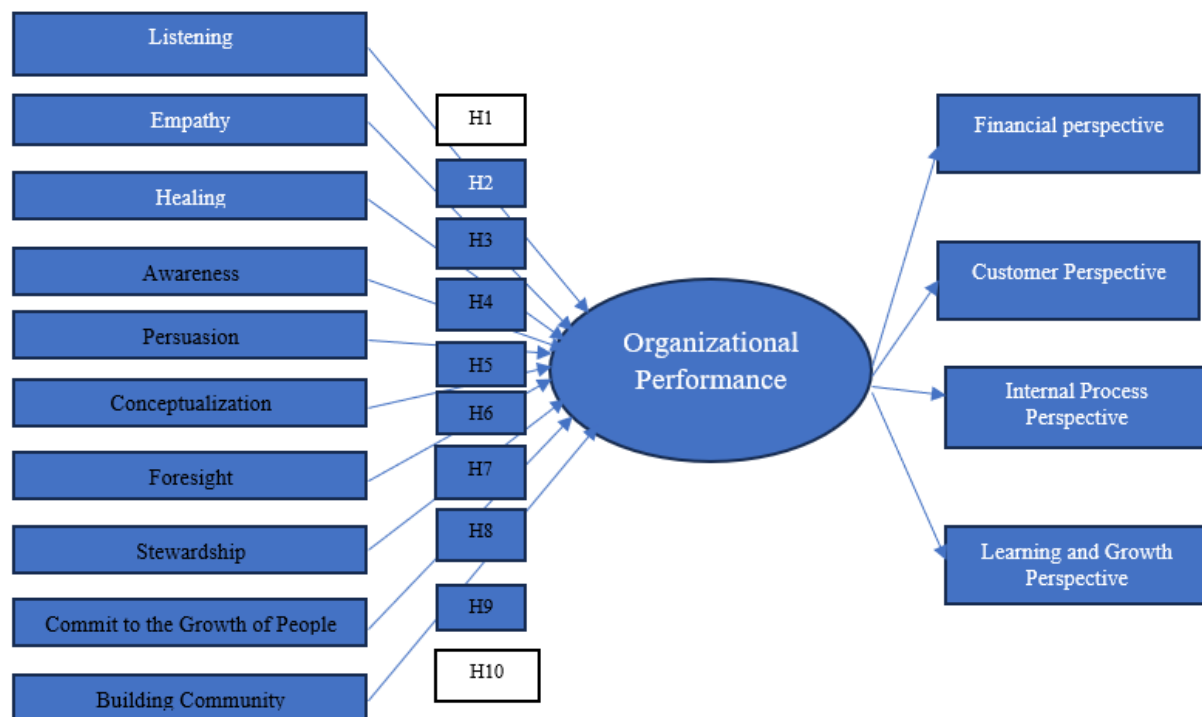 Listening
Empathy
Healing
Awareness
Persuasion
Conceptualization
Foresight
Stewardship
Commit to the Growth of People
Building Community
H1
H2
H3
H4
H5
H6
H7
H8
H9
H10
Organizational
Performance
Financial perspective
Customer Perspective
Internal Process
Perspective
Learning and Growth
Perspective